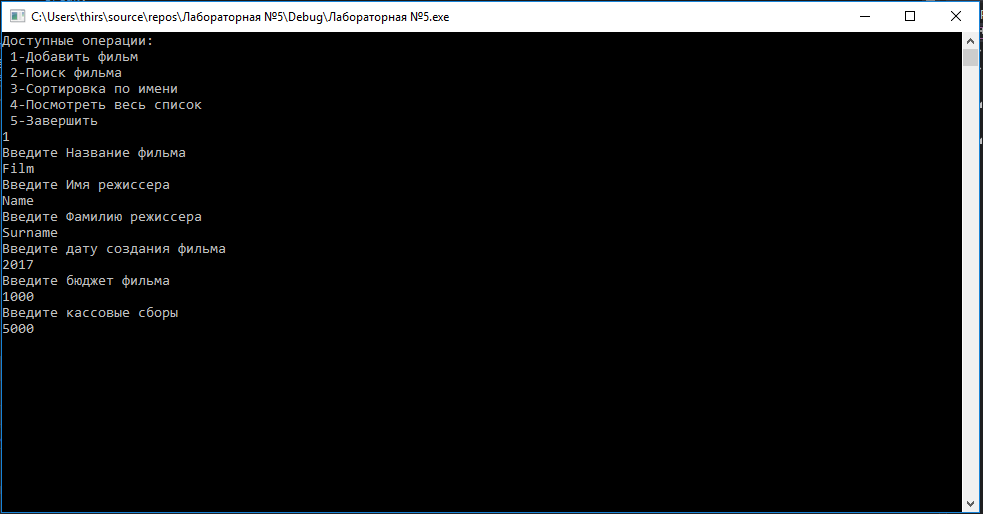 C:\Users\thirs\source\repos\Лабораторная №5\Debug\Лабораторная №5.exe
Доступные операции:
1-Добавить фильм
2-Поиск фильма
3-Сортировка по имени
4-Посмотреть весь список
5-Завершить
1
Введите Название фильма
Film
Введите Имя режиссера
Name
Введите Фамилию режиссера
Surname
Введите дату создания фильма
2017
Введите бюджет фильма
1000
Введите кассовые сборы
5000